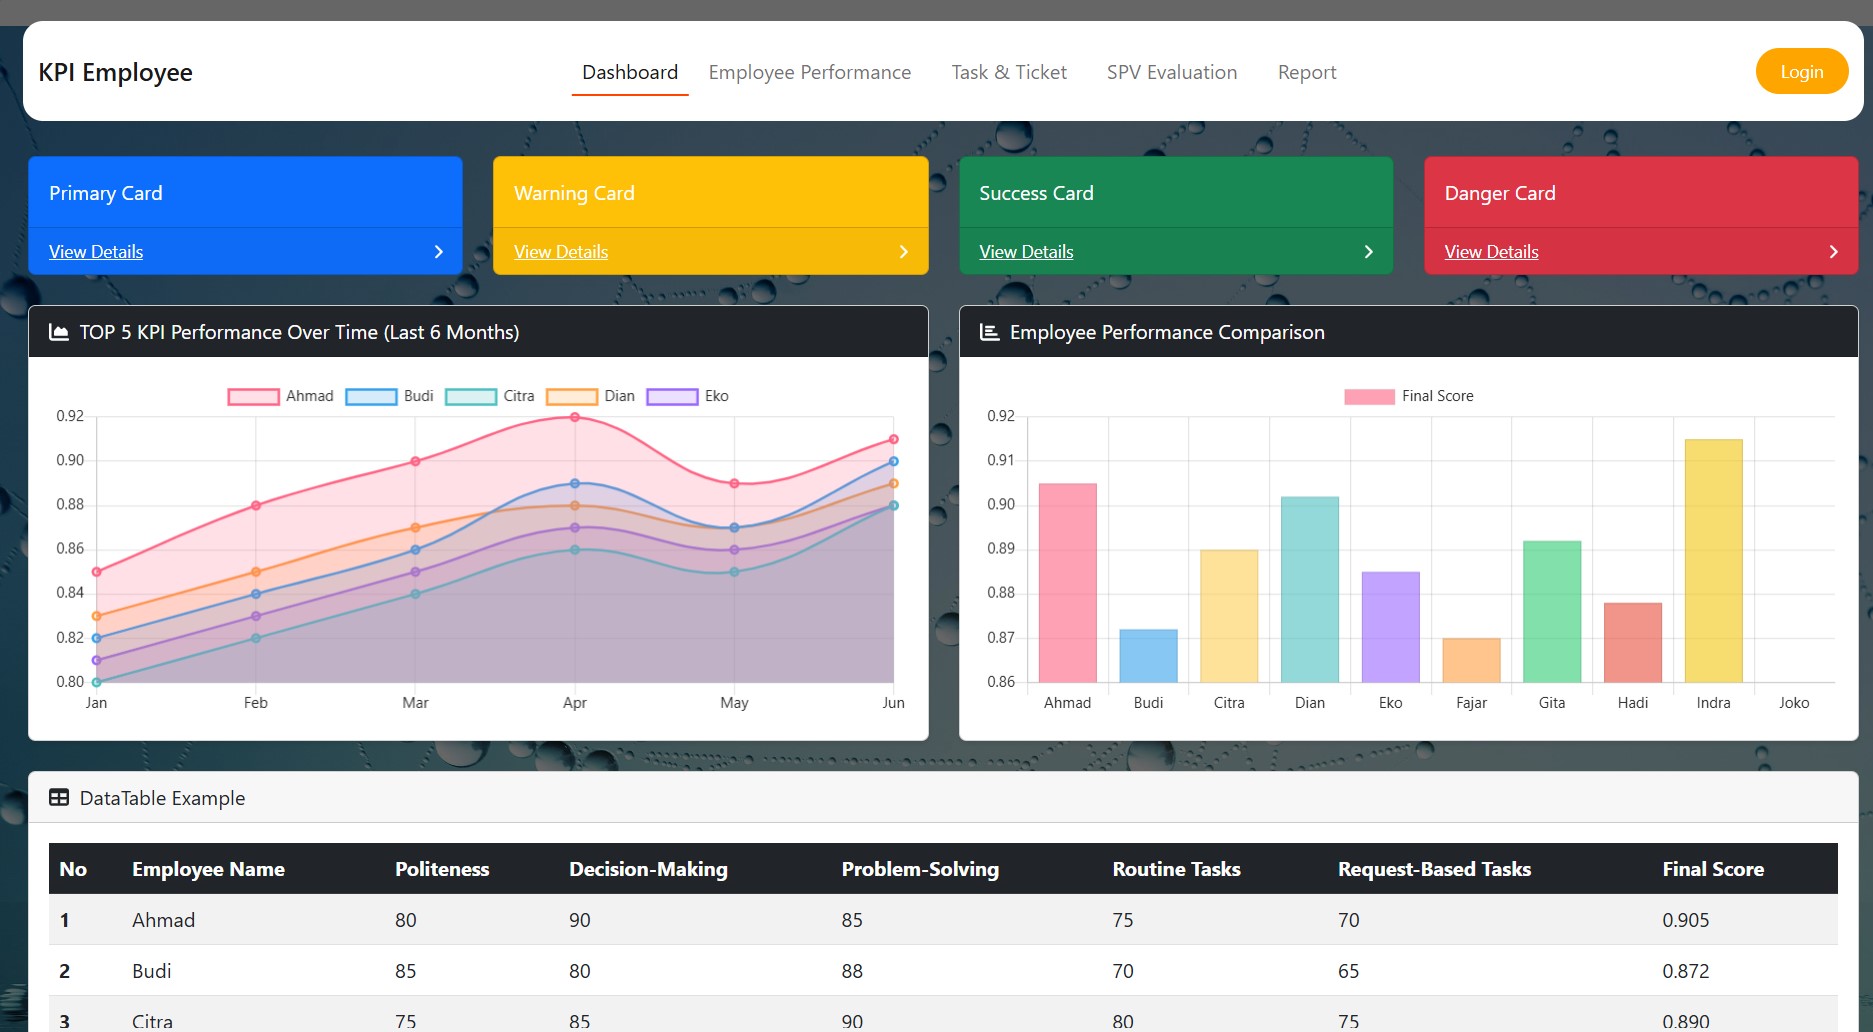 KPI Employee
Dashboard
Employee Performance
Task & Ticket
SPV Evaluation
Report
Login
Primary Card
View Details
Warning Card
View Details
Success Card
View Details
Danger Card
View Details
TOP 5 KPI Performance Over Time (Last 6 Months)
Ahmad Budi Citra Dian Eko
0.92
0.90
0.88
0.86
0.84
0.82
0.80
Jan Feb Mar Apr May Jun
Employee Performance Comparison
Final Score
0.92
0.91
0.90
0.89
0.88
0.87
0.86
Ahmad Budi Citra Dian Eko Fajar Gita Hadi Indra Joko
DataTable Example
No Employee Name Politeness Decision-Making Problem-Solving Routine Tasks Request-Based Tasks Final Score
1 Ahmad 80 90 85 75 70 0.905
2 Budi 85 80 88 70 65 0.872
3 Citra 75 85 90 80 75 0.890